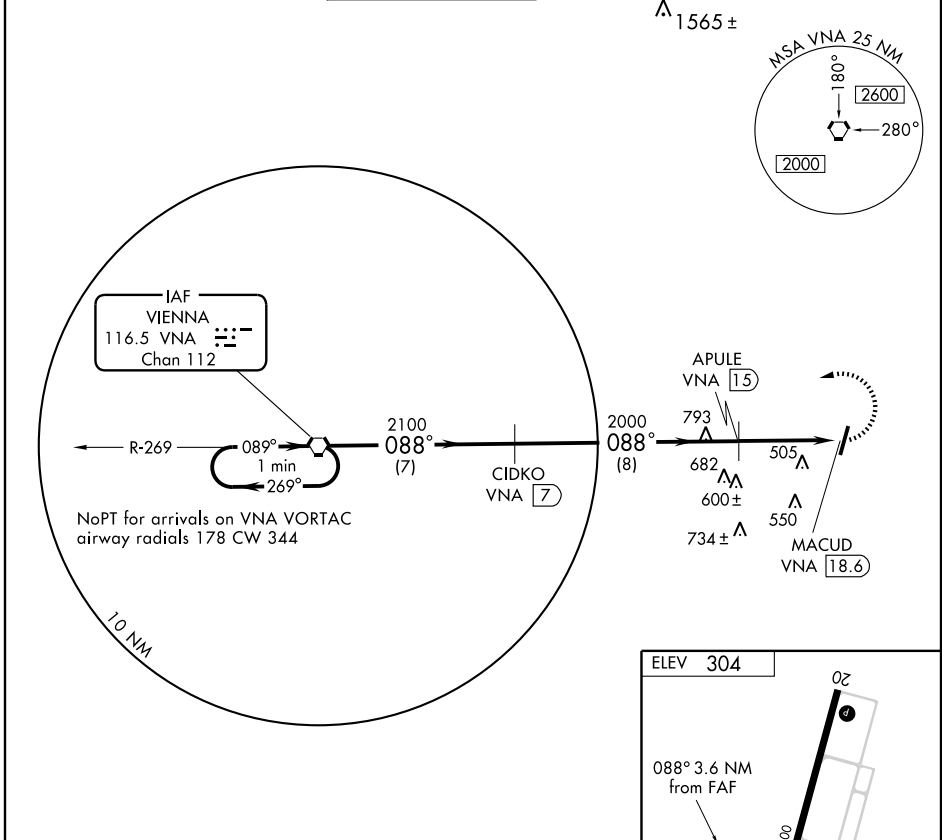 1565 ±
MSA VNA 25 NM
180°
2600
280°
2000
IAF
VIENNA
116.5 VNA
Chan 112
APULE
VNA 15
R-269
089°
1 min
269°
2100
088°
(7)
2000
088°
(8)
793
682
505
600 ±
550
734 ±
CIDKO
VNA 7
NoPT for arrivals on VNA VORTAC
airway radials 178 CW 344
MACUD
VNA 18.6
10 NM
ELEV 304
20
P
088° 3.6 NM
from FAF